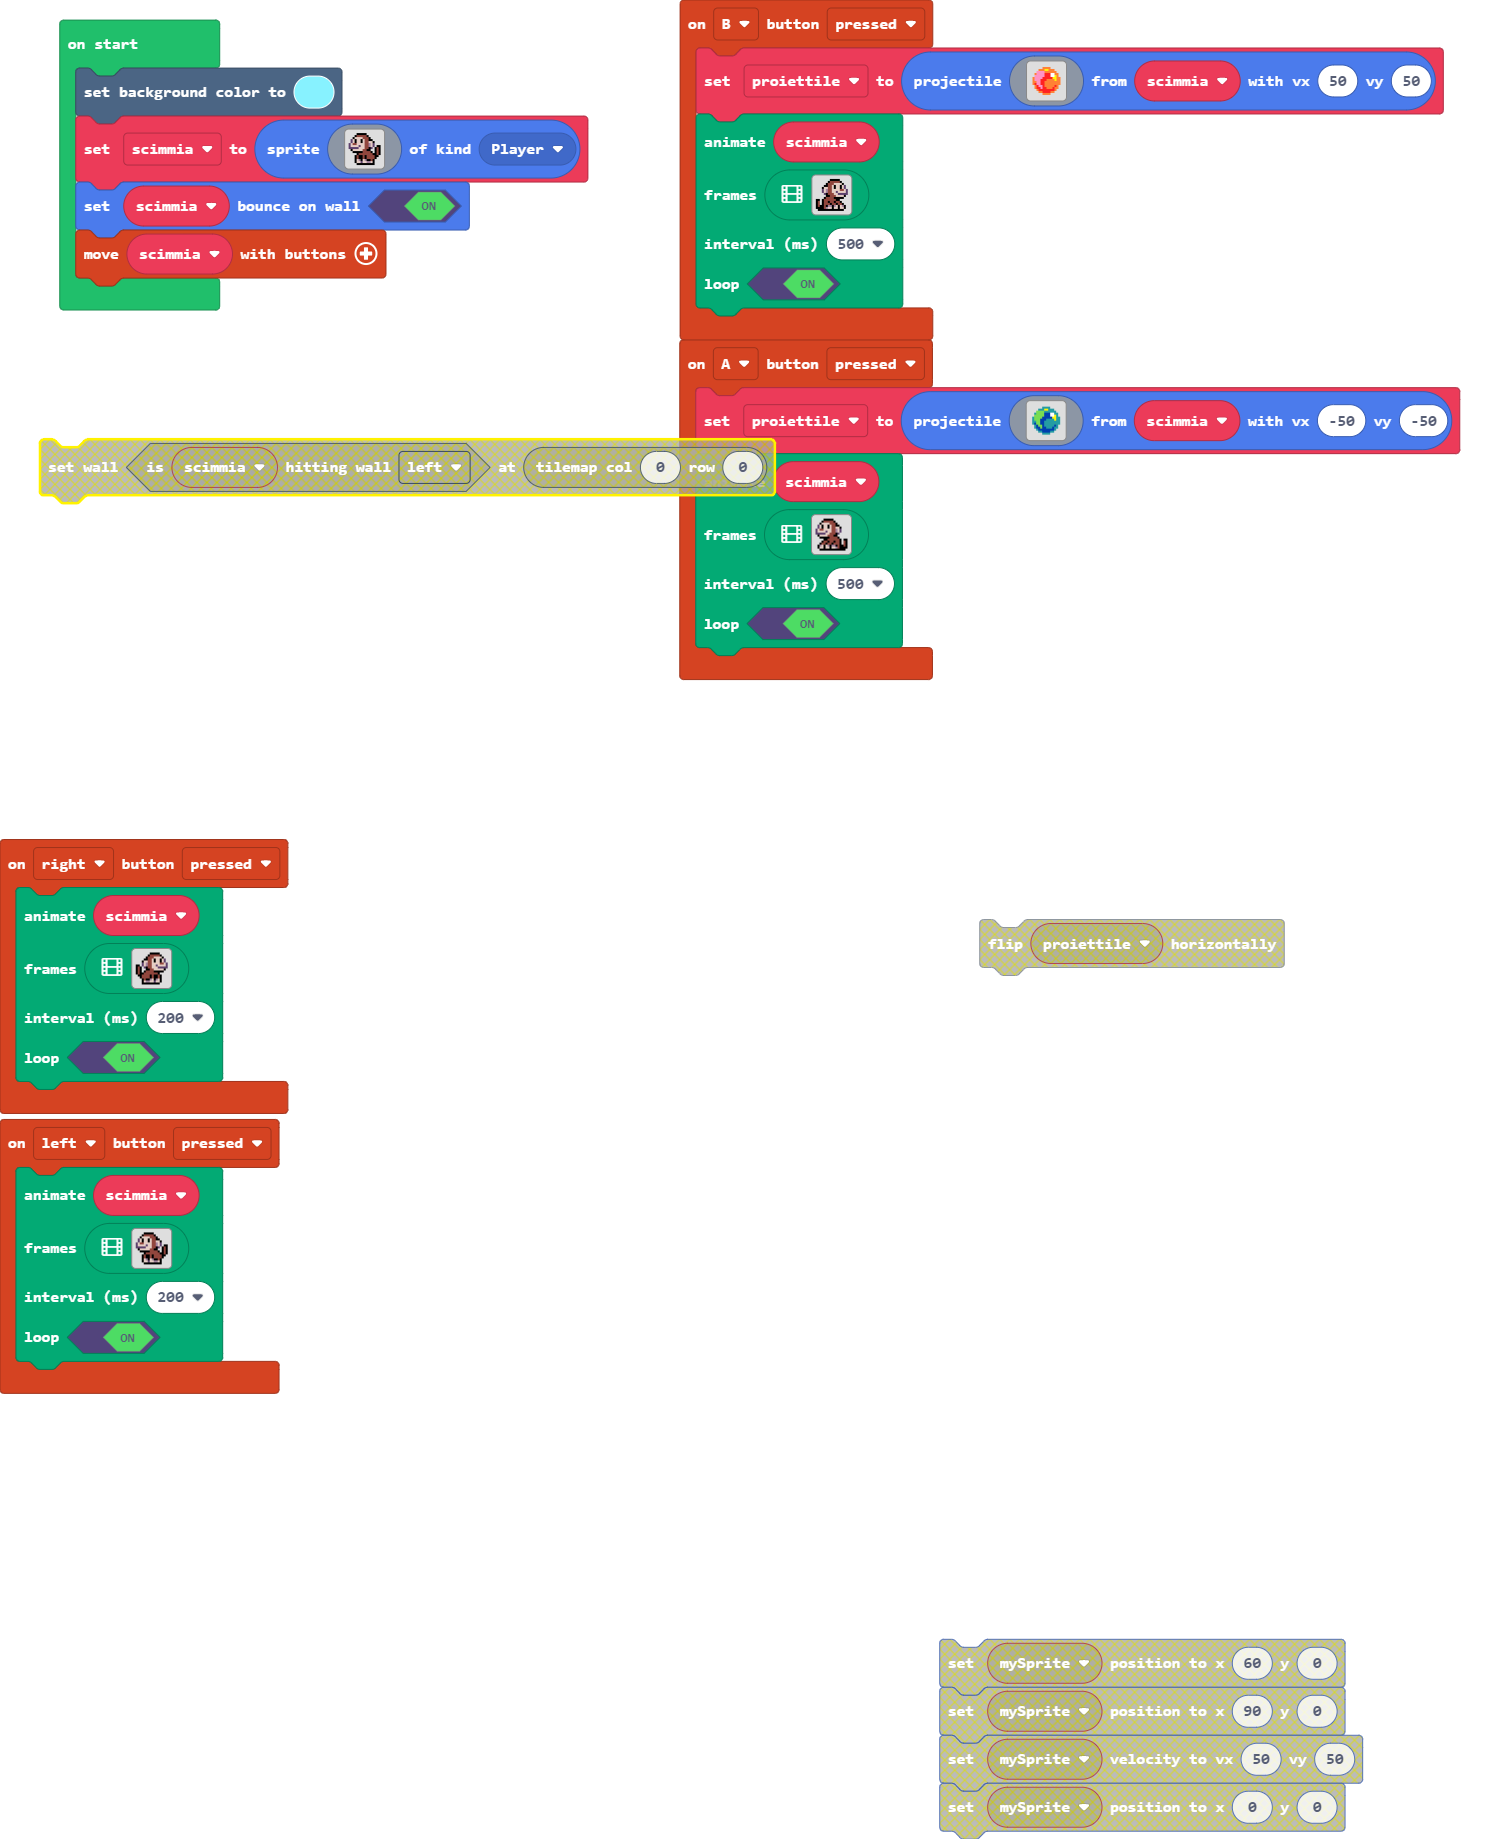 on start
set background color to
set scimmia to sprite of kind Player
set scimmia bounce on wall ON
move scimmia with buttons
on B button pressed
set proiettile to projectile from scimmia with vx 50 vy 50
animate scimmia
frames
interval (ms) 500
loop ON
on A button pressed
set proiettile to projectile from scimmia with vx -50 vy -50
set wall is scimmia hitting wall left at tilemap col 0 row 0
scimmia
frames
interval (ms) 500
loop ON
on right button pressed
animate scimmia
frames
interval (ms) 200
loop ON
on left button pressed
animate scimmia
frames
interval (ms) 200
loop ON
flip proiettile horizontally
set mySprite position to x 60 y 0
set mySprite position to x 90 y 0
set mySprite velocity to vx 50 vy 50
set mySprite position to x 0 y 0